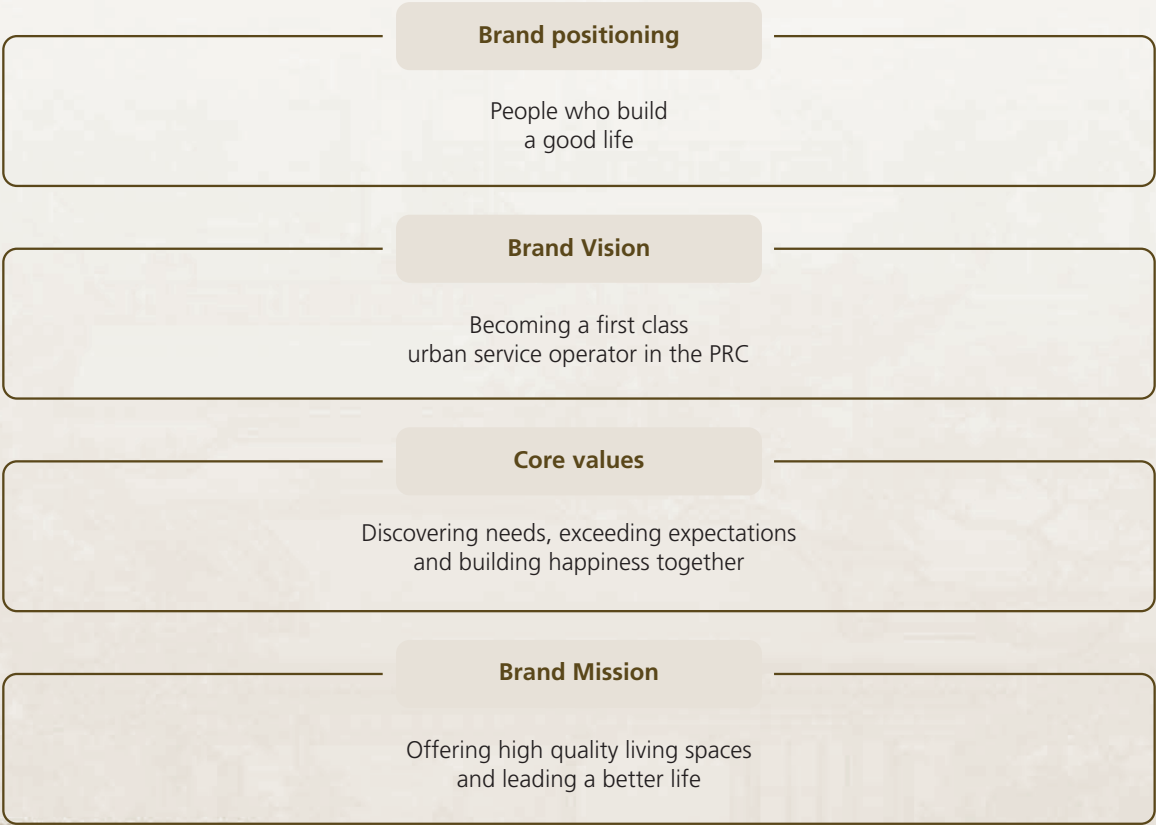 Brand positioning
People who build
a good life
Brand Vision
Becoming a first class
urban service operator in the PRC
Core values
Discovering needs, exceeding expectations
and building happiness together
Brand Mission
Offering high quality living spaces
and leading a better life